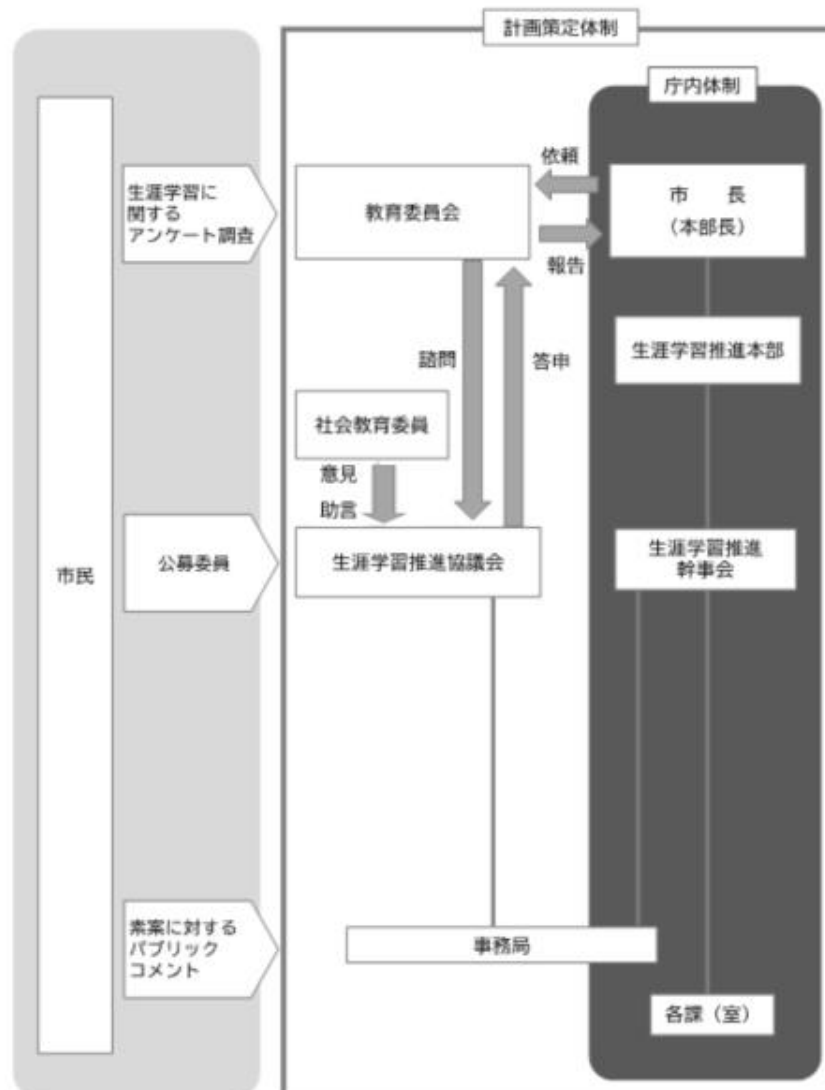 計画策定体制
庁内体制
生涯学習に
関する
アンケート調査
教育委員会
依頼
報告
市　　長
（本部長）
諮問
答申
生涯学習推進本部
社会教育委員
意見
助言
市民
公募委員
生涯学習推進協議会
生涯学習推進
幹事会
素案に対する
パブリック
コメント
事務局
各課（室）